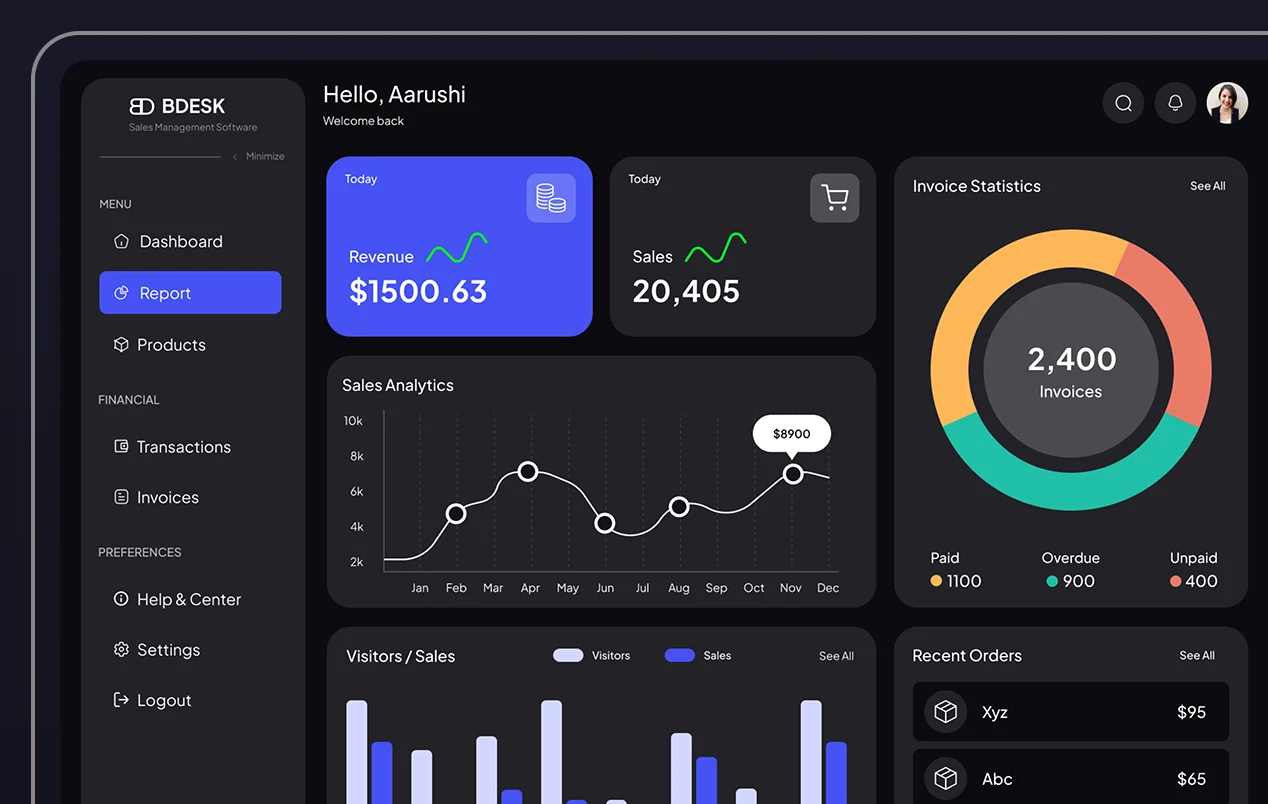 BDESK
Sales Management Software
Minimize
MENU
Dashboard
Report
Products
FINANCIAL
Transactions
Invoices
PREFERENCES
Help & Center
Settings
Logout
Hello, Aarushi
Welcome back
Today
Revenue
$1500.63
Today
Sales
20,405
Invoice Statistics
See All
2,400
Invoices
Paid
1100
Overdue
900
Unpaid
400
Sales Analytics
10k
8k
6k
4k
2k
$8900
Jan Feb Mar Apr May Jun Jul Aug Sep Oct Nov Dec
Visitors / Sales
Visitors
Sales
See All
Recent Orders
See All
Xyz $95
Abc $65